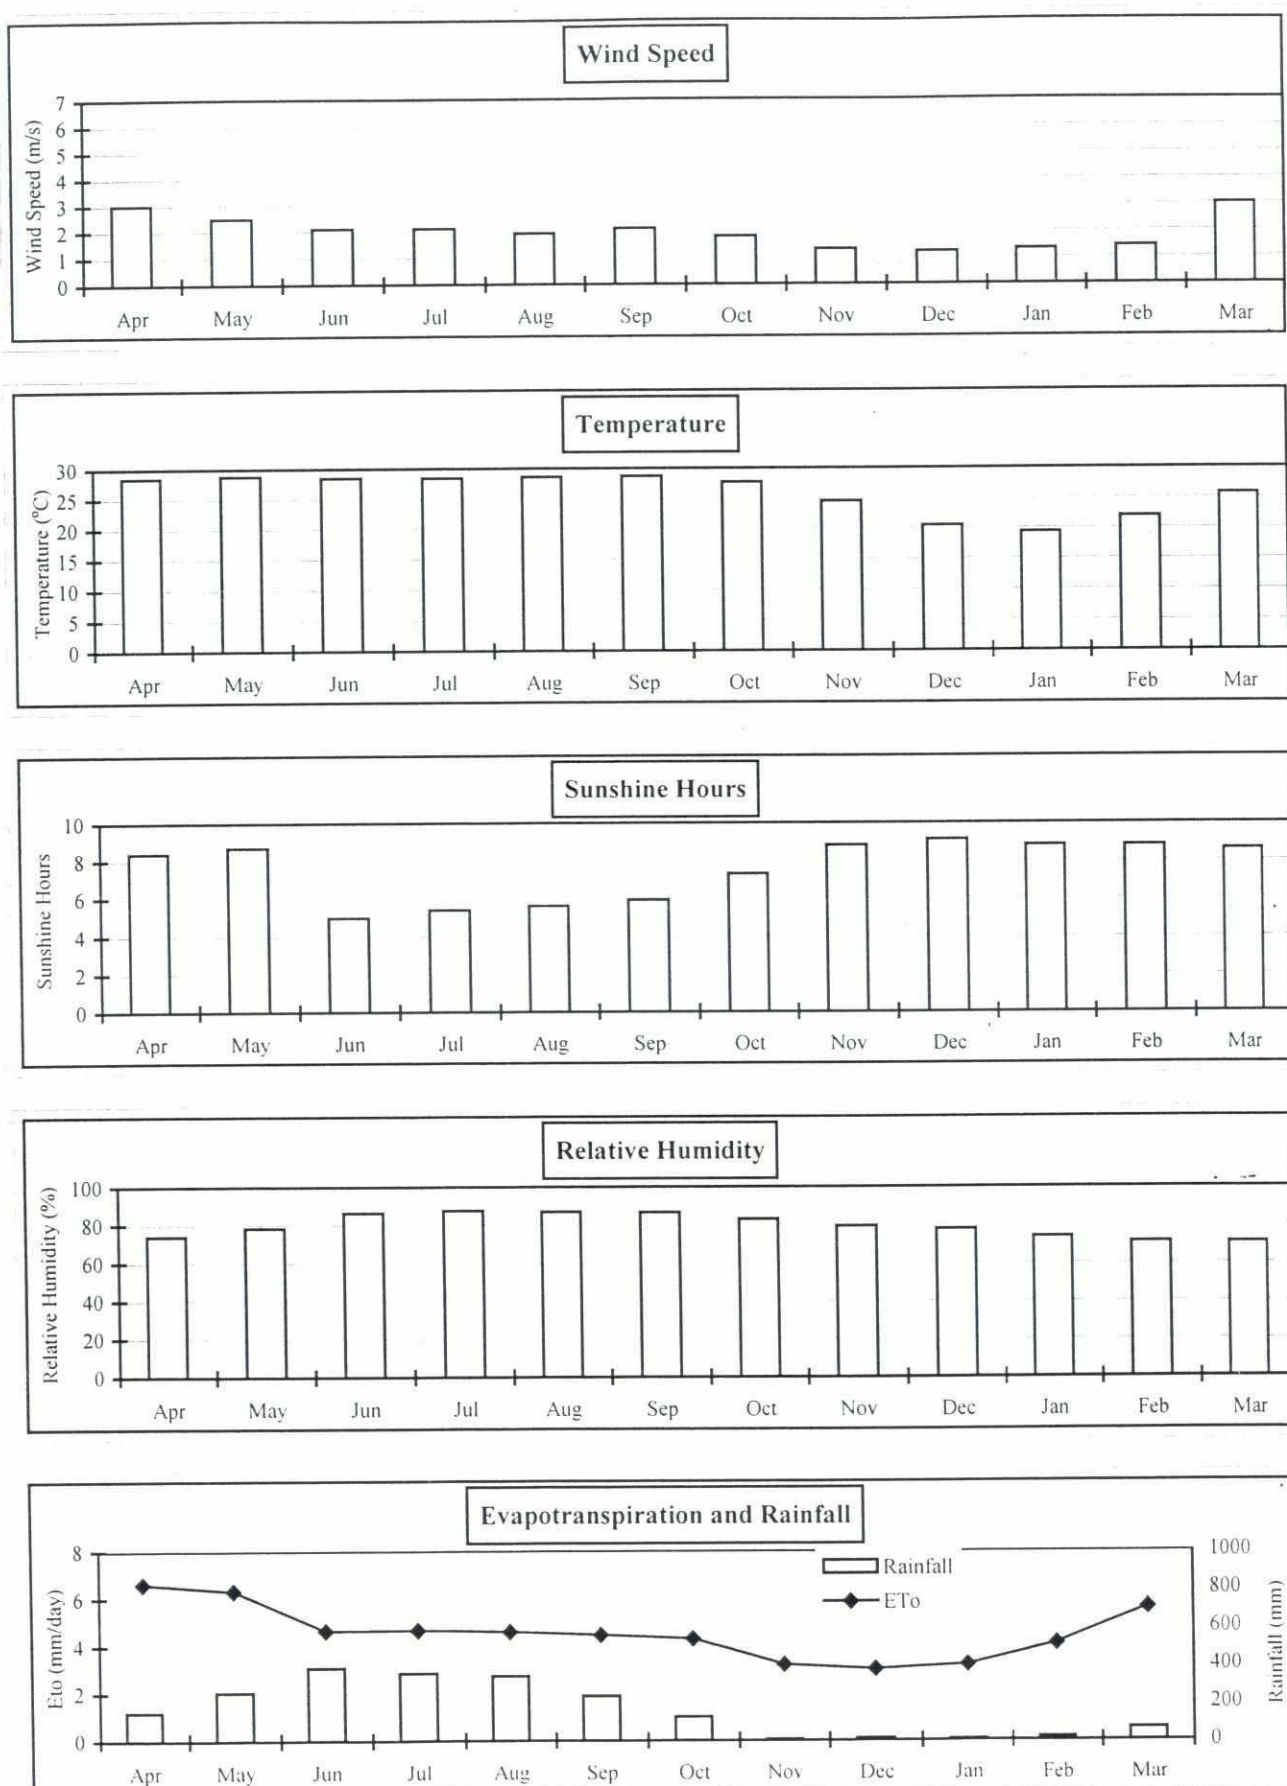 Wind Speed
Wind Speed (m/s)
7
6
5
4
3
2
1
0
Apr May Jun Jul Aug Sep Oct Nov Dec Jan Feb Mar
Temperature
Temperature (°C)
30
25
20
15
10
5
0
Apr May Jun Jul Aug Sep Oct Nov Dec Jan Feb Mar
Sunshine Hours
Sunshine Hours
10
8
6
4
2
0
Apr May Jun Jul Aug Sep Oct Nov Dec Jan Feb Mar
Relative Humidity
Relative Humidity (%)
100
80
60
40
20
0
Apr May Jun Jul Aug Sep Oct Nov Dec Jan Feb Mar
Evapotranspiration and Rainfall
Eto (mm/day)
8
6
4
2
0
Rainfall
ETo
1000
800
600
400
200
0
Rainfall (mm)
Apr May Jun Jul Aug Sep Oct Nov Dec Jan Feb Mar